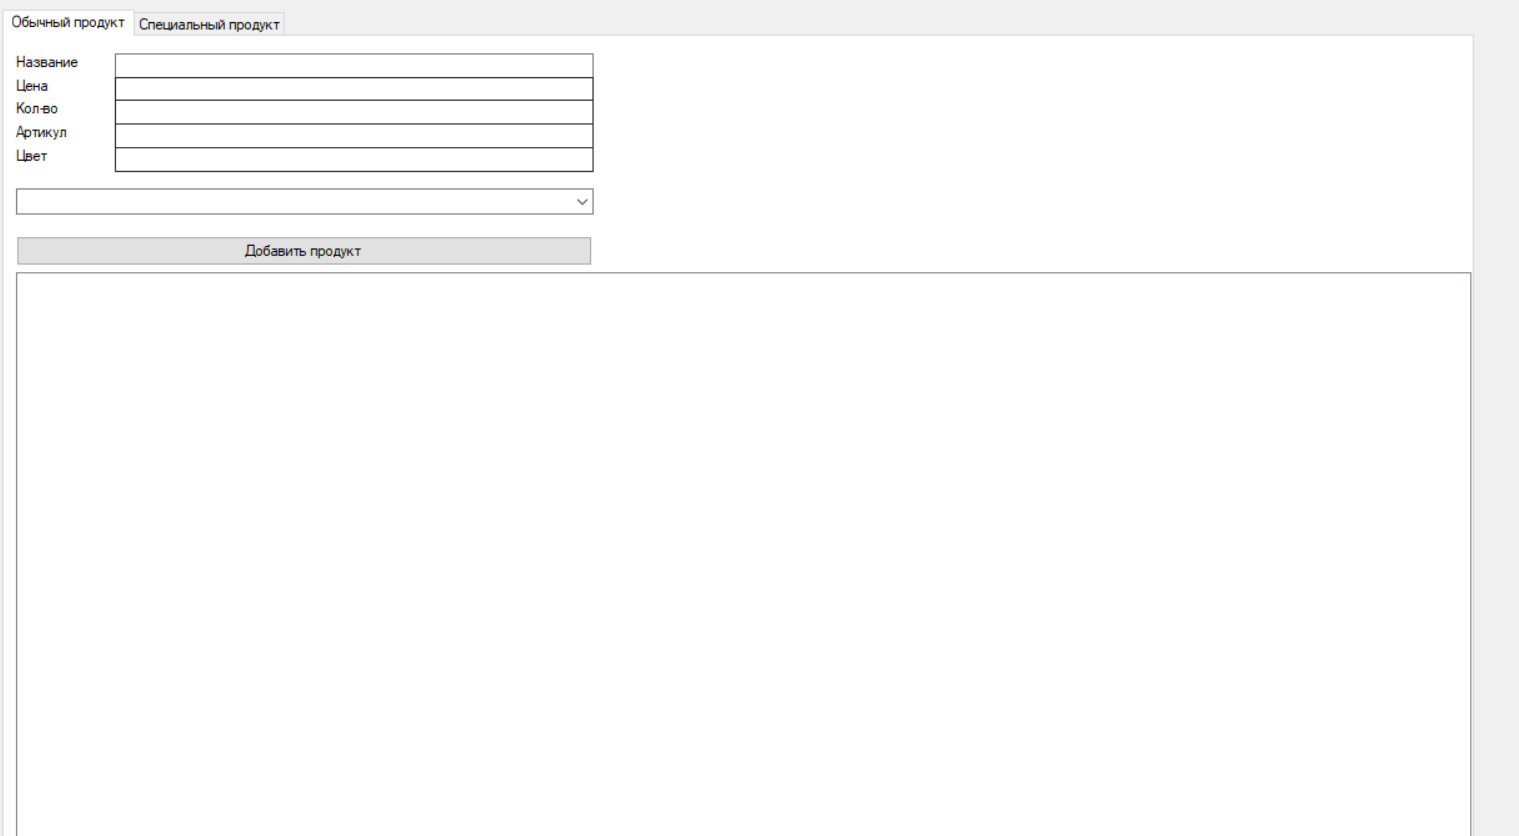 Обычный продукт Специальный продукт
Название
Цена
Кол-во
Артикул
Цвет
Добавить продукт